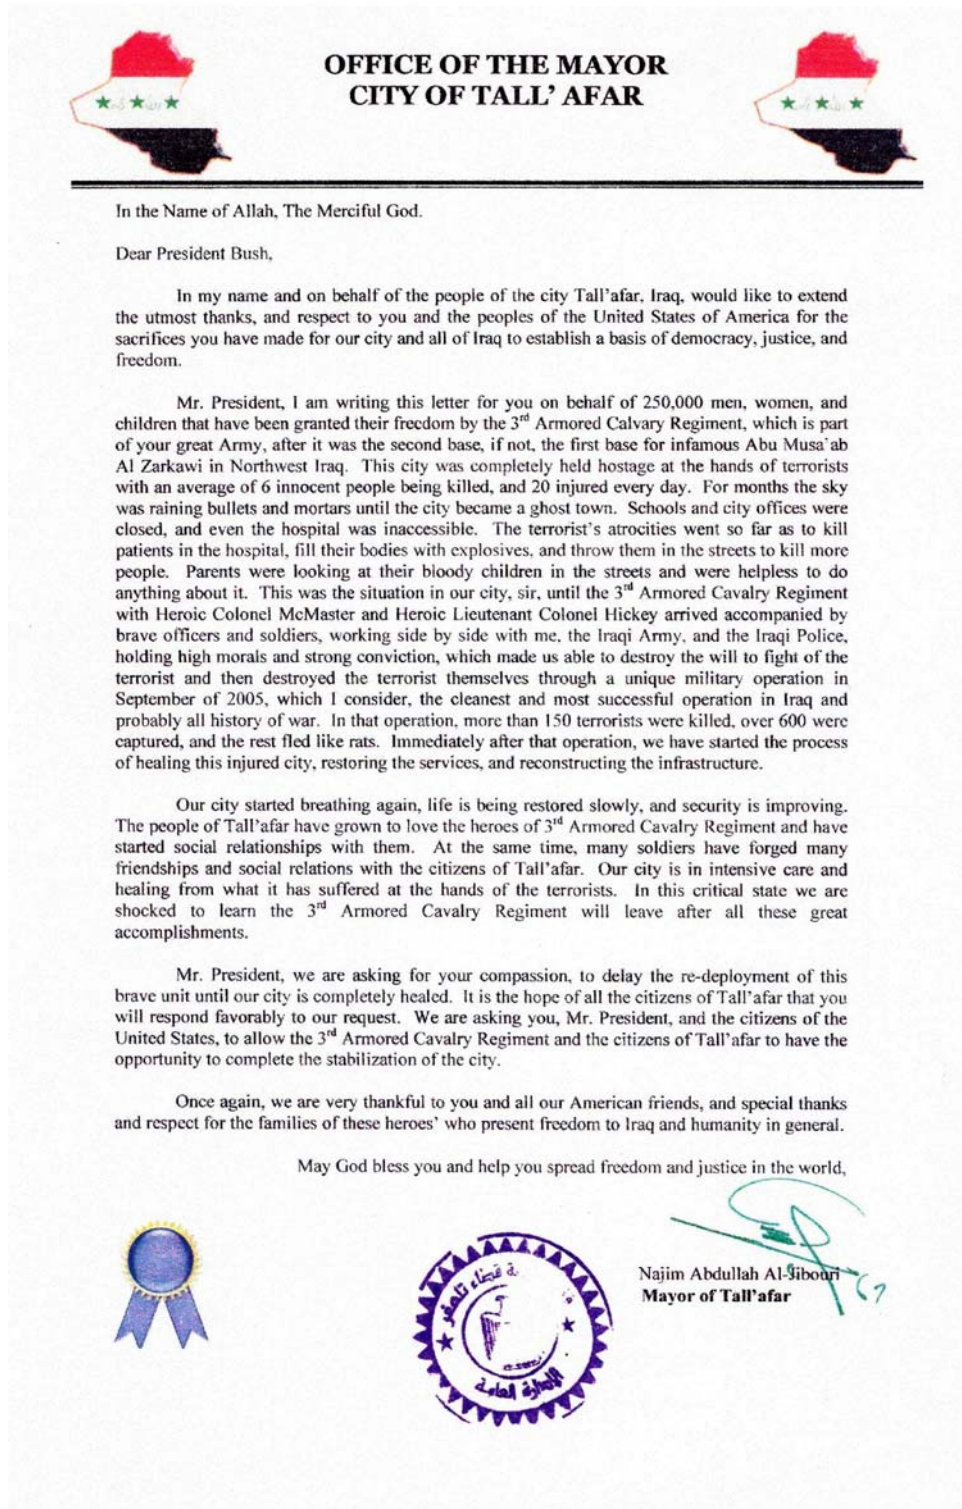 OFFICE OF THE MAYOR
CITY OF TALL' AFAR
In the Name of Allah, The Merciful God.
Dear President Bush,
In my name and on behalf of the people of the city Tall'afar, Iraq, would like to extend
the utmost thanks, and respect to you and the peoples of the United States of America for the
sacrifices you have made for our city and all of Iraq to establish a basis of democracy, justice, and
freedom.
Mr. President, I am writing this letter for you on behalf of 250,000 men, women, and
children that have been granted their freedom by the 3rd Armored Calvary Regiment, which is part
of your great Army, after it was the second base, if not, the first base for infamous Abu Musa'ab
Al Zarkawi in Northwest Iraq. This city was completely held hostage at the hands of terrorists
with an average of 6 innocent people being killed, and 20 injured every day. For months the sky
was raining bullets and mortars until the city became a ghost town. Schools and city offices were
closed, and even the hospital was inaccessible. The terrorist's atrocities went so far as to kill
patients in the hospital, fill their bodies with explosives, and throw them in the streets to kill more
people. Parents were looking at their bloody children in the streets and were helpless to do
anything about it. This was the situation in our city, sir, until the 3rd Armored Cavalry Regiment
with Heroic Colonel McMaster and Heroic Lieutenant Colonel Hickey arrived accompanied by
brave officers and soldiers, working side by side with me, the Iraqi Army, and the Iraqi Police,
holding high morals and strong conviction, which made us able to destroy the will to fight of the
terrorist and then destroyed the terrorist themselves through a unique military operation in
September of 2005, which I consider, the cleanest and most successful operation in Iraq and
probably all history of war. In that operation, more than 150 terrorists were killed, over 600 were
captured, and the rest fled like rats. Immediately after that operation, we have started the process
of healing this injured city, restoring the services, and reconstructing the infrastructure.
Our city started breathing again, life is being restored slowly, and security is improving.
The people of Tall'afar have grown to love the heroes of 3rd Armored Cavalry Regiment and have
started social relationships with them. At the same time, many soldiers have forged many
friendships and social relations with the citizens of Tall'afar. Our city is in intensive care and
healing from what it has suffered at the hands of the terrorists. In this critical state we are
shocked to learn the 3rd Armored Cavalry Regiment will leave after all these great
accomplishments.
Mr. President, we are asking for your compassion, to delay the re-deployment of this
brave unit until our city is completely healed. It is the hope of all the citizens of Tall'afar that you
will respond favorably to our request. We are asking you, Mr. President, and the citizens of the
United States, to allow the 3rd Armored Cavalry Regiment and the citizens of Tall'afar to have the
opportunity to complete the stabilization of the city.
Once again, we are very thankful to you and all our American friends, and special thanks
and respect for the families of these heroes' who present freedom to Iraq and humanity in general.
May God bless you and help you spread freedom and justice in the world,
Najim Abdullah Al-Jibouri
Mayor of Tall'afar
قضاء تلعفر
الإدارة العامة